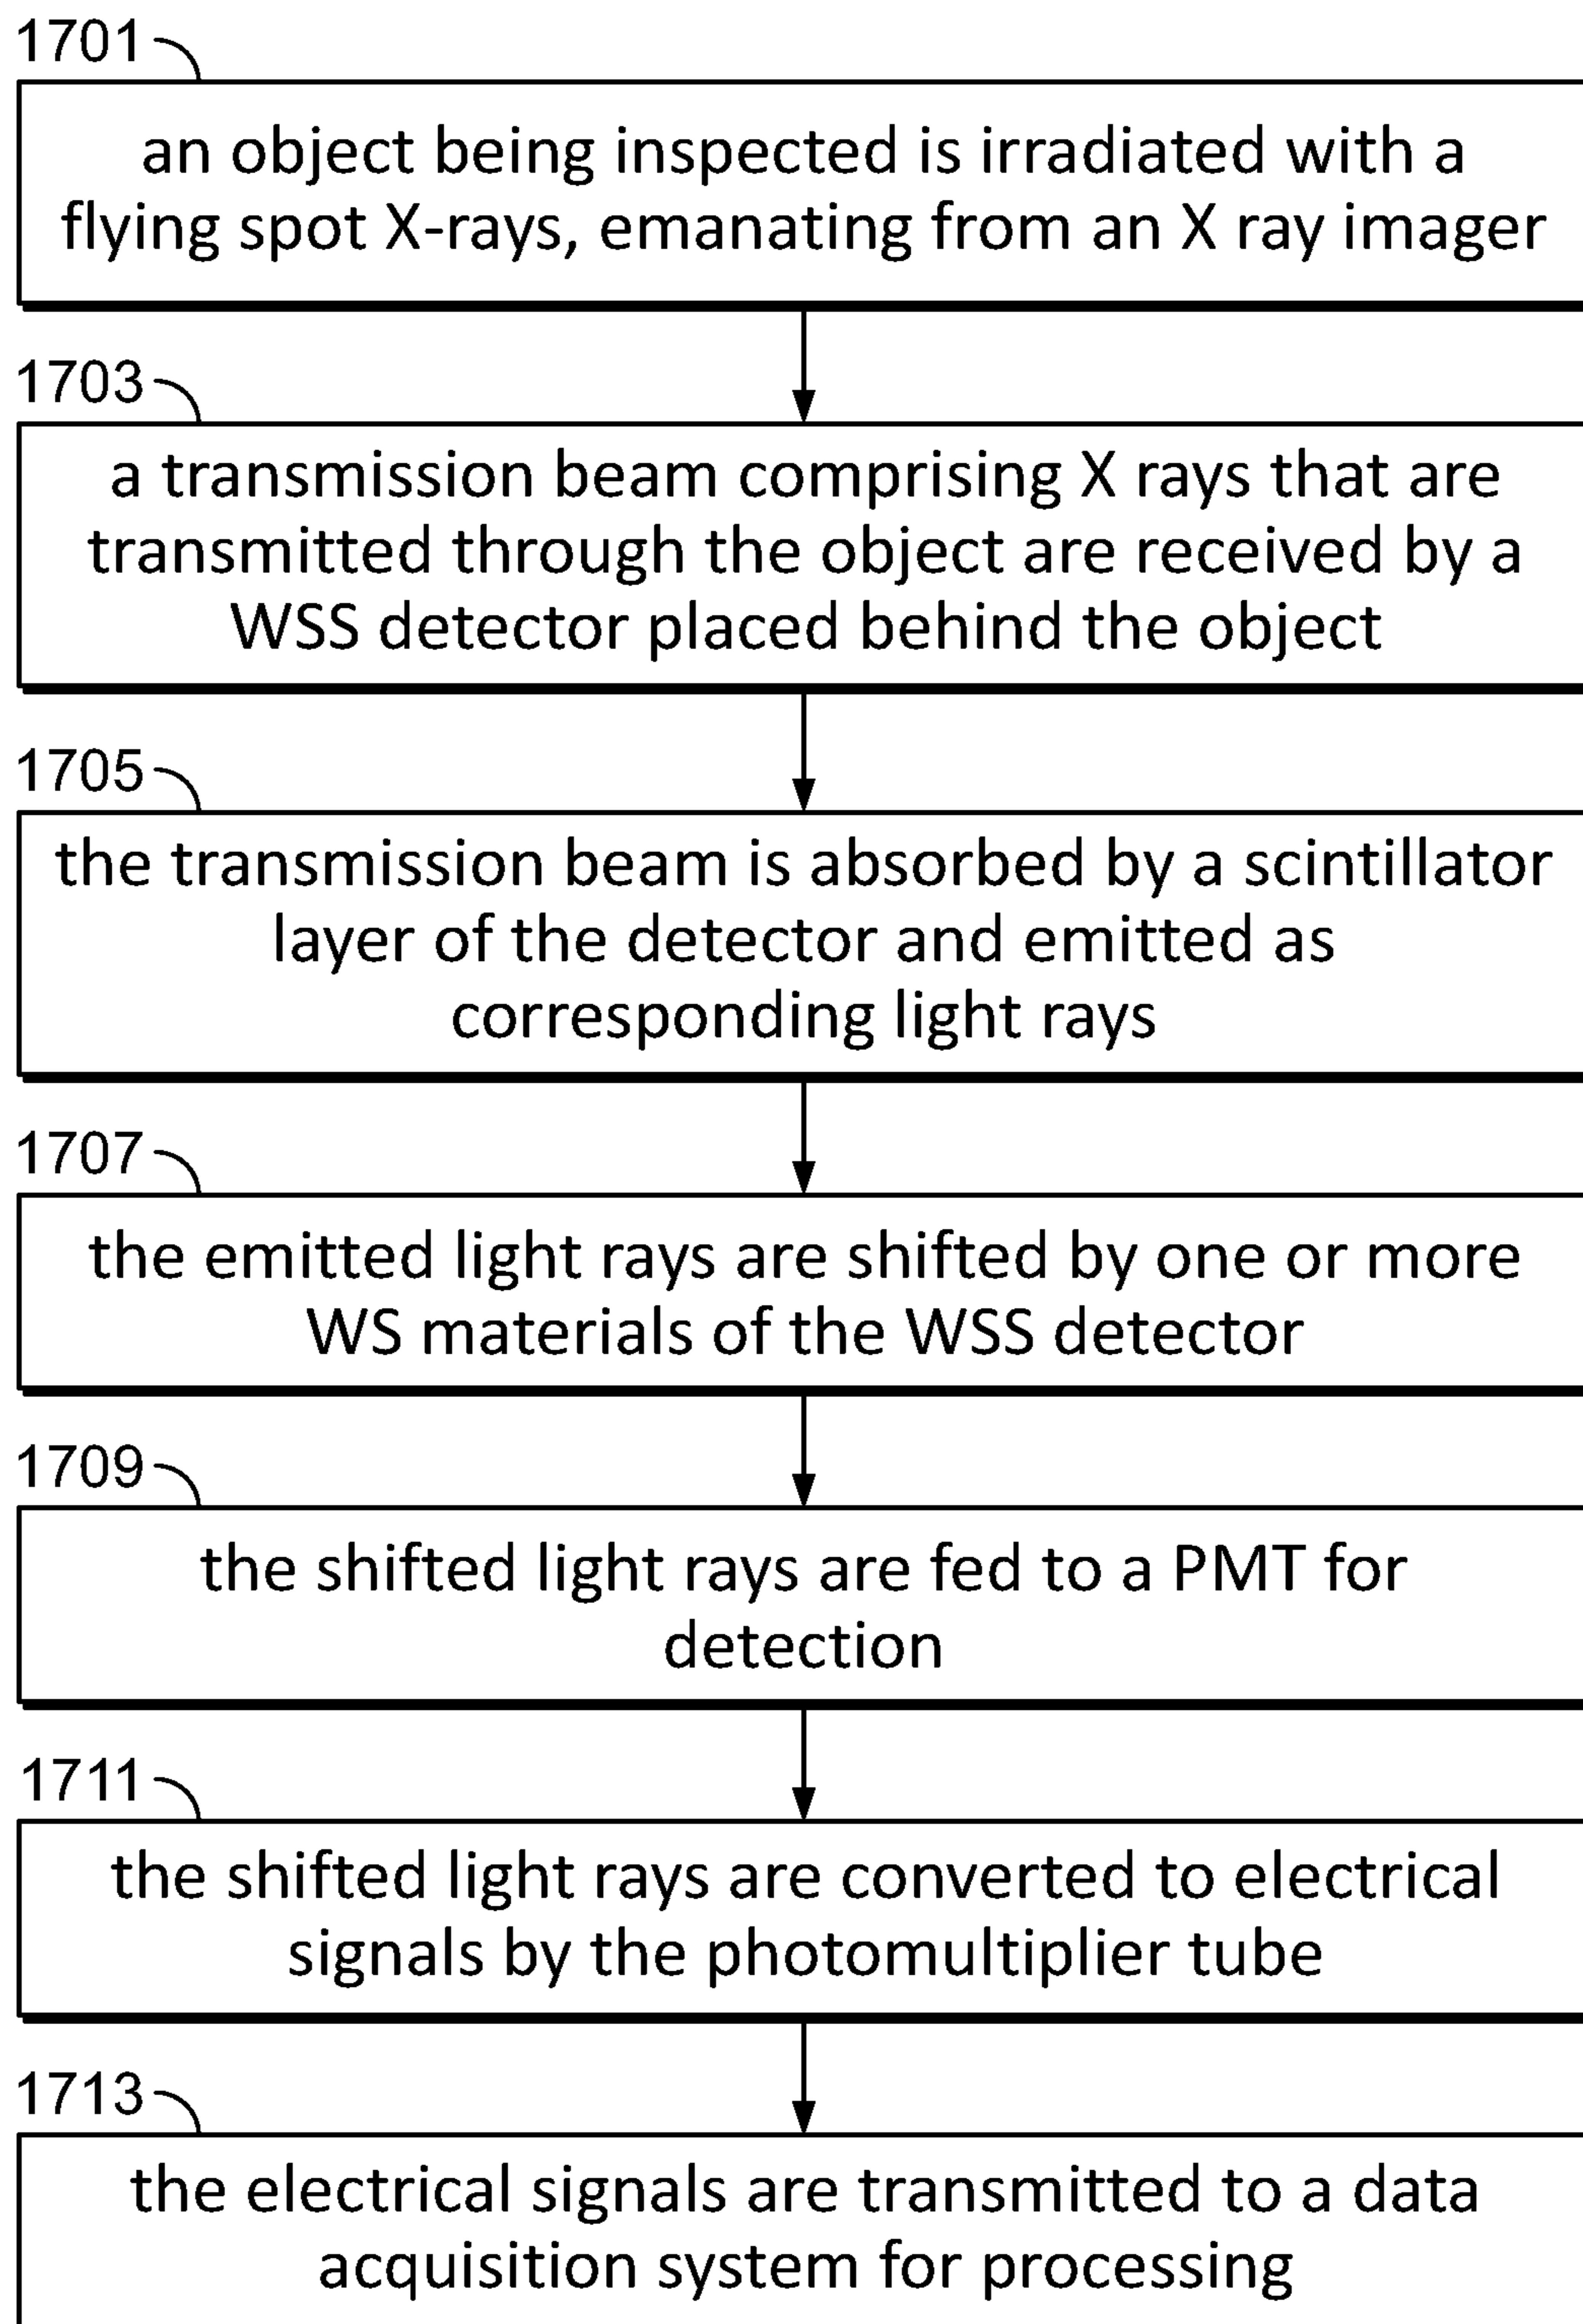 1701
an object being inspected is irradiated with a
flying spot X-rays, emanating from an X ray imager
1703
a transmission beam comprising X rays that are
transmitted through the object are received by a
WSS detector placed behind the object
1705
the transmission beam is absorbed by a scintillator
layer of the detector and emitted as
corresponding light rays
1707
the emitted light rays are shifted by one or more
WS materials of the WSS detector
1709
the shifted light rays are fed to a PMT for
detection
1711
the shifted light rays are converted to electrical
signals by the photomultiplier tube
1713
the electrical signals are transmitted to a data
acquisition system for processing